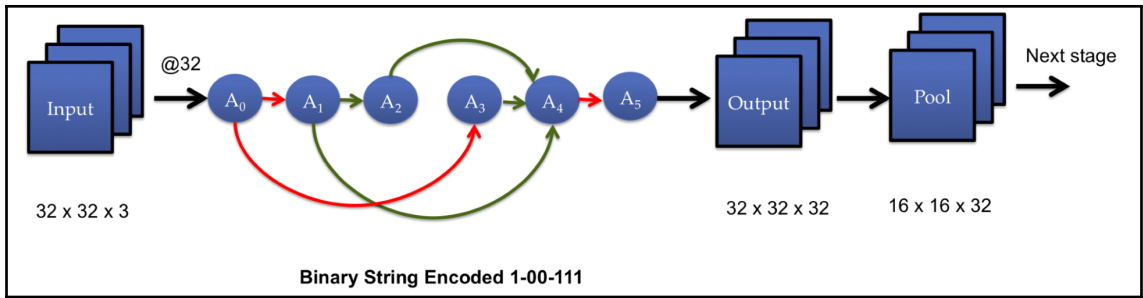 Input
@32
A0
A1
A2
A3
A4
A5
Output
Pool
Next stage
32 x 32 x 3
32 x 32 x 32
16 x 16 x 32
Binary String Encoded 1-00-111